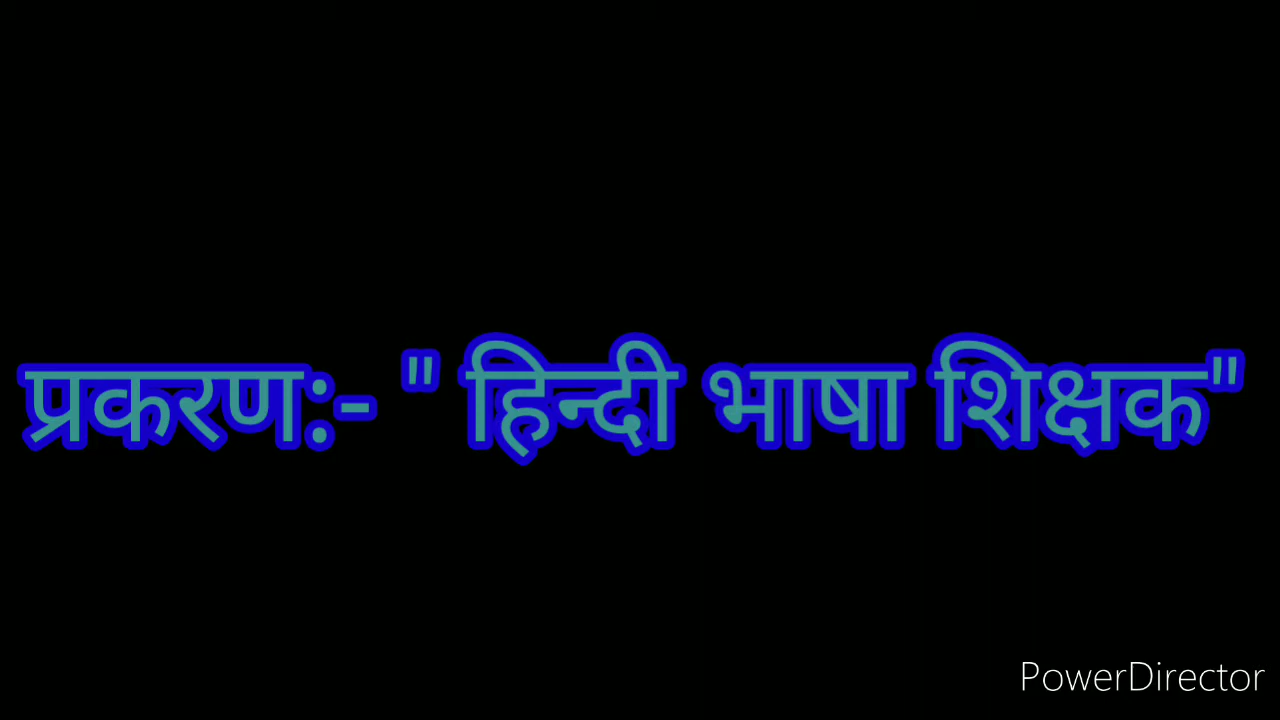 प्रकरण:- " हिन्दी भाषा शिक्षक"
PowerDirector